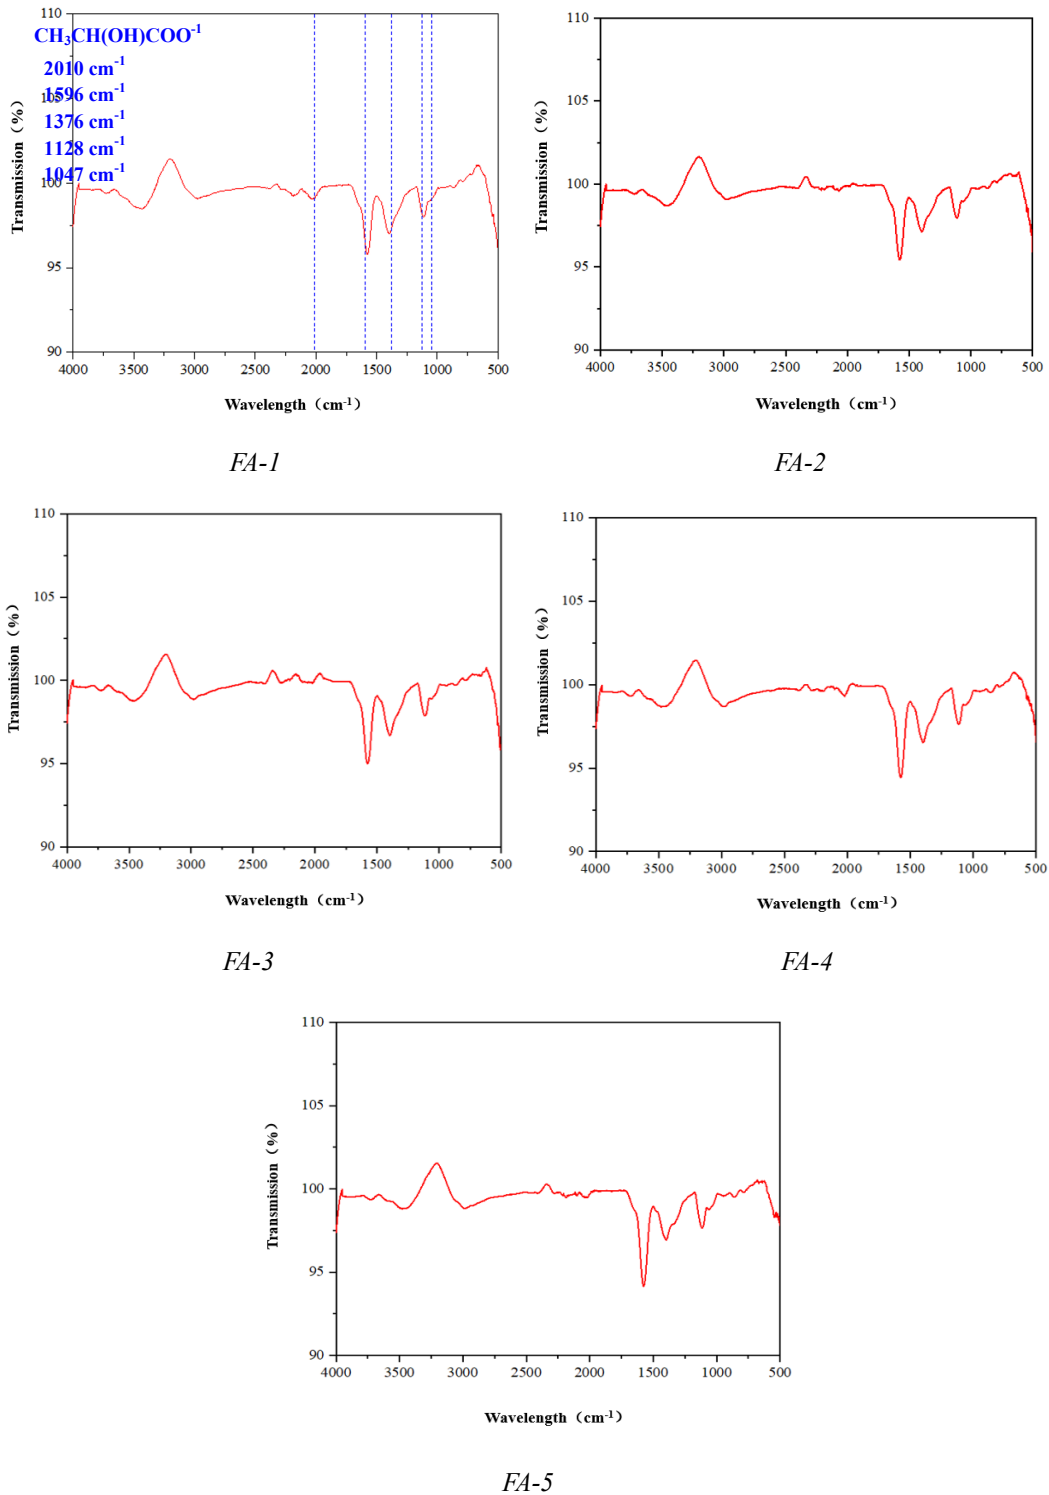 110
CH₃CH(OH)COO⁻¹
2010 cm⁻¹
1596 cm⁻¹
105
1376 cm⁻¹
1128 cm⁻¹
1047 cm⁻¹
100
95
90
Transmission（%）
4000 3500 3000 2500 2000 1500 1000 500
Wavelength（cm⁻¹）
FA-1
110
105
100
95
90
Transmission（%）
4000 3500 3000 2500 2000 1500 1000 500
Wavelength（cm⁻¹）
FA-2
110
105
100
95
90
Transmission（%）
4000 3500 3000 2500 2000 1500 1000 500
Wavelength（cm⁻¹）
FA-3
110
105
100
95
90
Transmission（%）
4000 3500 3000 2500 2000 1500 1000 500
Wavelength（cm⁻¹）
FA-4
110
105
100
95
90
Transmission（%）
4000 3500 3000 2500 2000 1500 1000 500
Wavelength（cm⁻¹）
FA-5